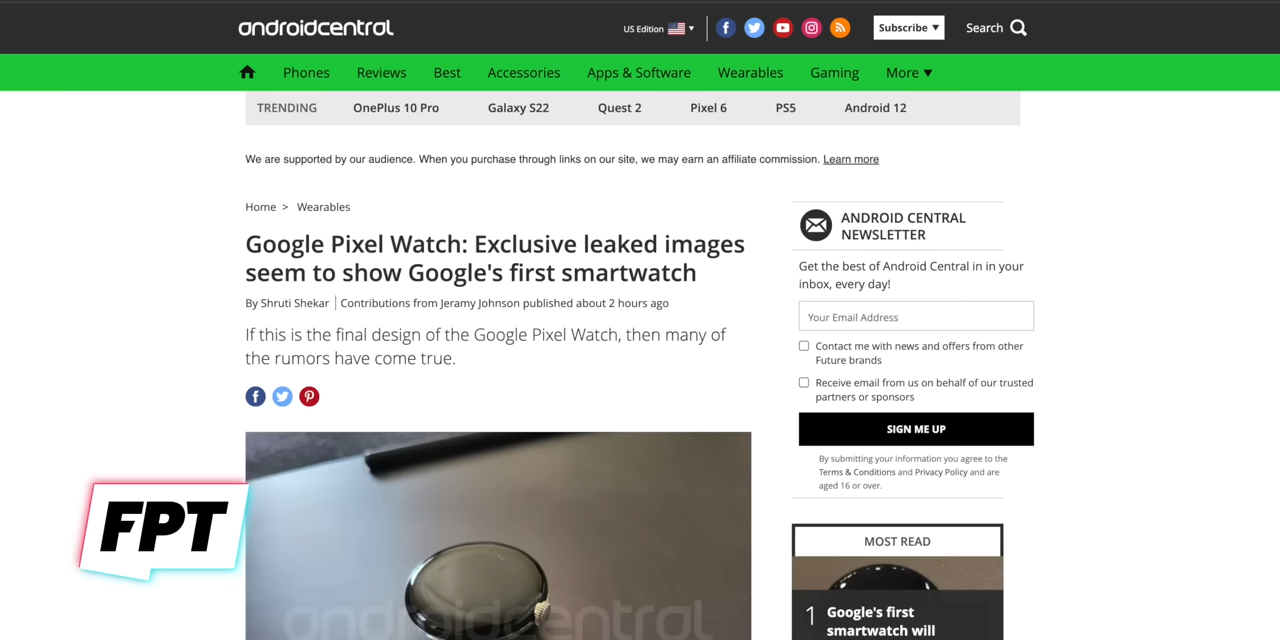 androidcentral
US Edition
Subscribe ▼
Search
Phones Reviews Best Accessories Apps & Software Wearables Gaming More ▼
TRENDING OnePlus 10 Pro Galaxy S22 Quest 2 Pixel 6 PS5 Android 12
We are supported by our audience. When you purchase through links on our site, we may earn an affiliate commission. Learn more
Home > Wearables
Google Pixel Watch: Exclusive leaked images
seem to show Google's first smartwatch
By Shruti Shekar | Contributions from Jeramy Johnson published about 2 hours ago
If this is the final design of the Google Pixel Watch, then many of
the rumors have come true.
FPT
androidcentral
ANDROID CENTRAL
NEWSLETTER
Get the best of Android Central in in your
inbox, every day!
Your Email Address
Contact me with news and offers from other
Future brands
Receive email from us on behalf of our trusted
partners or sponsors
SIGN ME UP
By submitting your information you agree to the
Terms & Conditions and Privacy Policy and are
aged 16 or over.
MOST READ
1 Google's first
smartwatch will